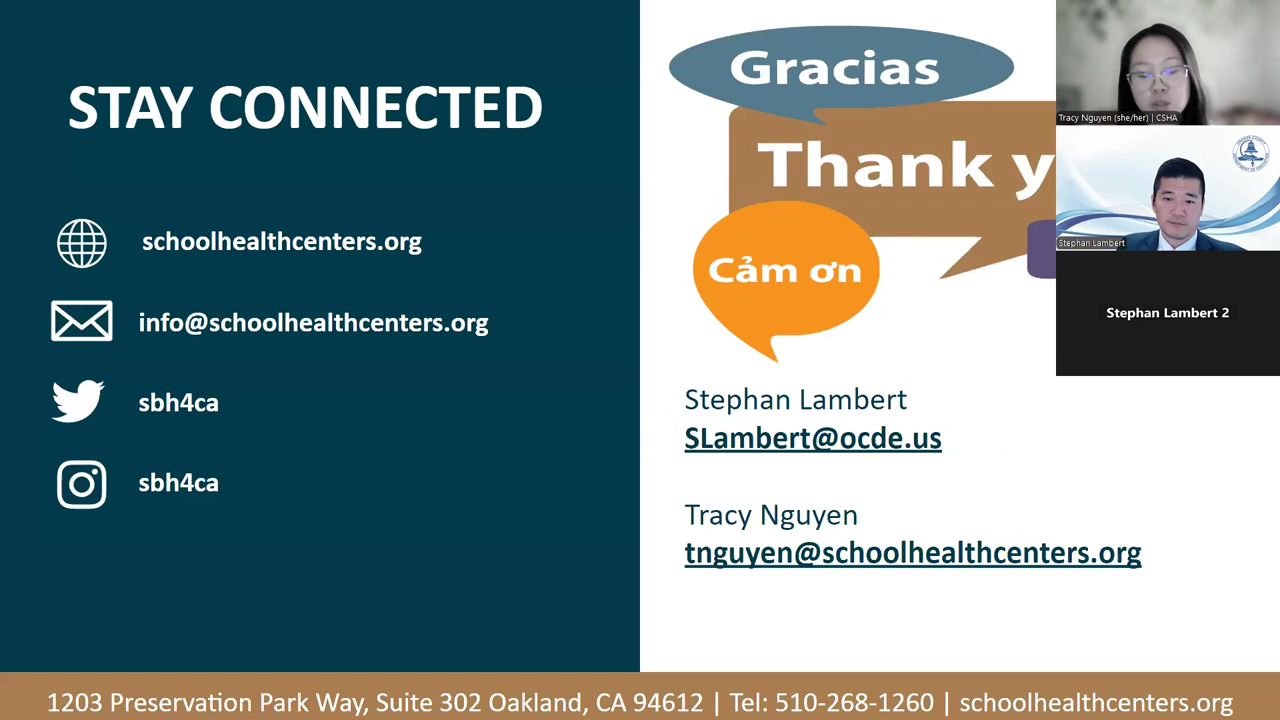 STAY CONNECTED
schoolhealthcenters.org
info@schoolhealthcenters.org
sbh4ca
sbh4ca
Gracias
Thank y
Cảm ơn
Stephan Lambert
SLambert@ocde.us
Tracy Nguyen
tnguyen@schoolhealthcenters.org
Tracy Nguyen (she/her) | CSHA
Stephan Lambert
Stephan Lambert 2
1203 Preservation Park Way, Suite 302 Oakland, CA 94612 | Tel: 510-268-1260 | schoolhealthcenters.org